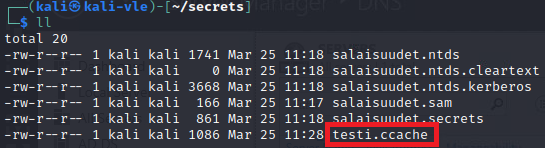 (kali㉿kali-vle)-[~/secrets]
$ ll
total 20
-rw-r--r-- 1 kali kali 1741 Mar 25 11:18 salaisuudet.ntds
-rw-r--r-- 1 kali kali    0 Mar 25 11:18 salaisuudet.ntds.cleartext
-rw-r--r-- 1 kali kali 3668 Mar 25 11:18 salaisuudet.ntds.kerberos
-rw-r--r-- 1 kali kali  166 Mar 25 11:17 salaisuudet.sam
-rw-r--r-- 1 kali kali  861 Mar 25 11:18 salaisuudet.secrets
-rw-r--r-- 1 kali kali 1086 Mar 25 11:28 testi.ccache